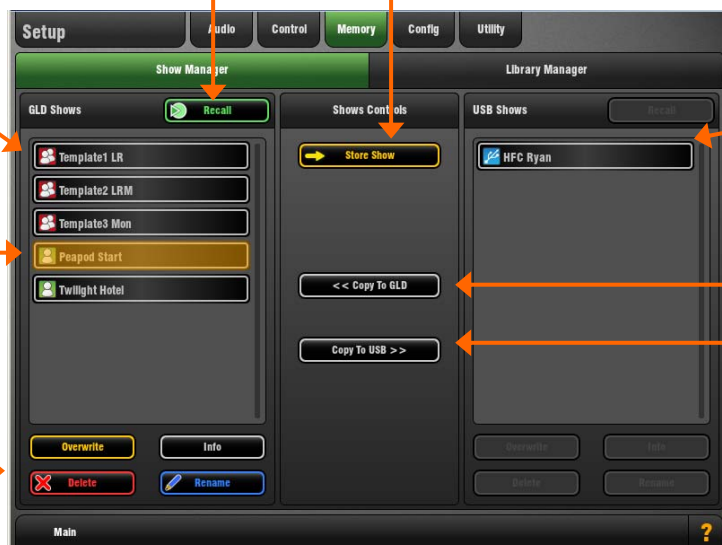 Setup
Audio
Control
Memory
Config
Utility
Show Manager
Library Manager
GLD Shows
Recall
Shows Controls
USB Shows
Recall
Template1 LR
Template2 LRM
Template3 Mon
Peapod Start
Twilight Hotel
Store Show
<< Copy To GLD
Copy To USB >>
HFC Ryan
Overwrite
Info
Delete
Rename
Overwrite
Info
Delete
Rename
Main
?